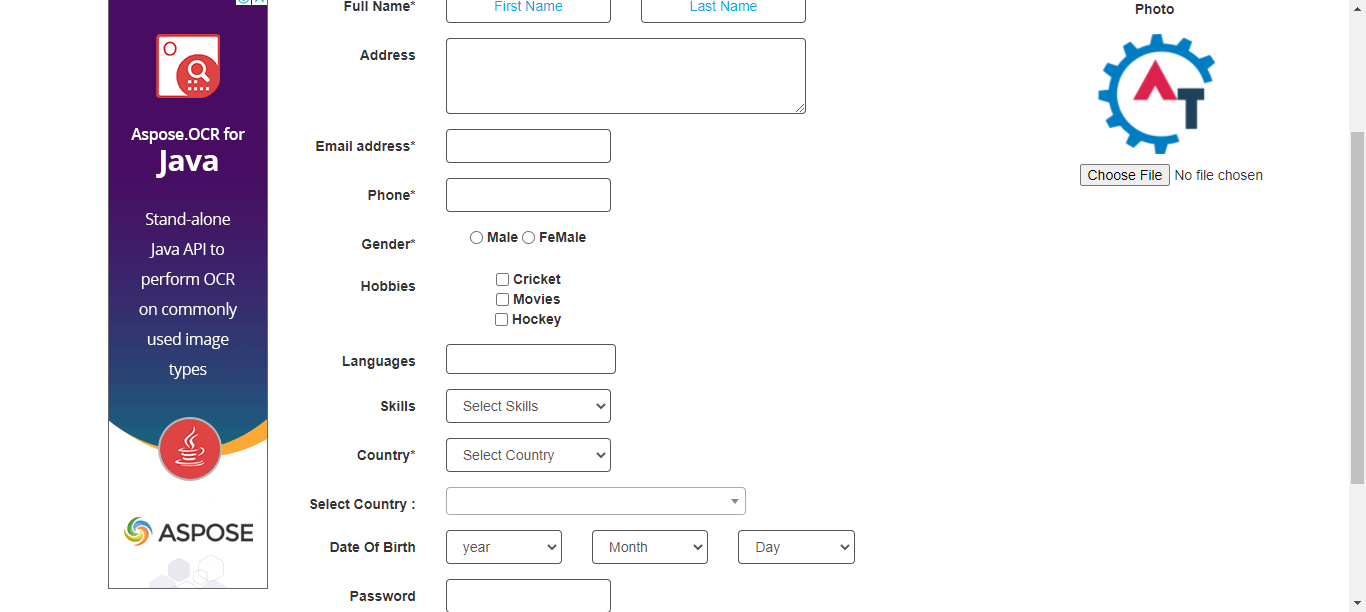 Full Name*
First Name
Last Name
Photo
Address
Email address*
Choose File No file chosen
Phone*
Gender*
Male
FeMale
Hobbies
Cricket
Movies
Hockey
Languages
Skills
Select Skills
Country*
Select Country
Select Country :
Date Of Birth
year
Month
Day
Password
Aspose.OCR for
Java
Stand-alone
Java API to
perform OCR
on commonly
used image
types
ASPOSE
AT